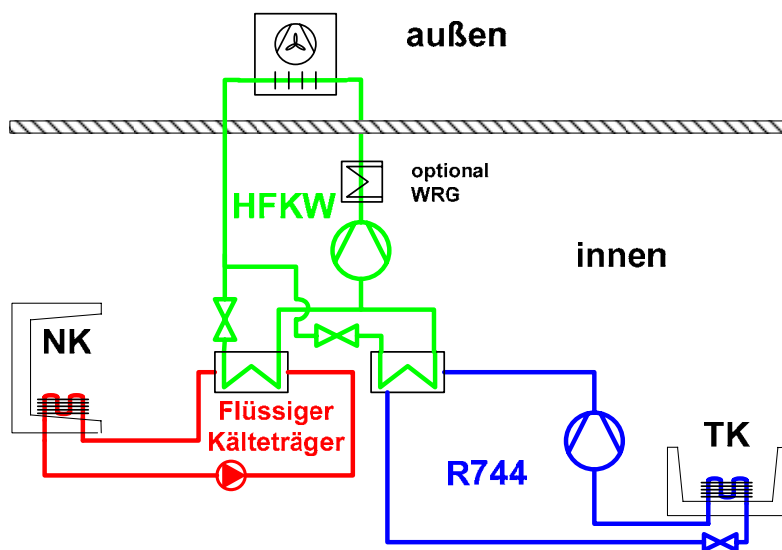 außen
optional
WRG
HFKW
innen
NK
Flüssiger
Kälteträger
TK
R744